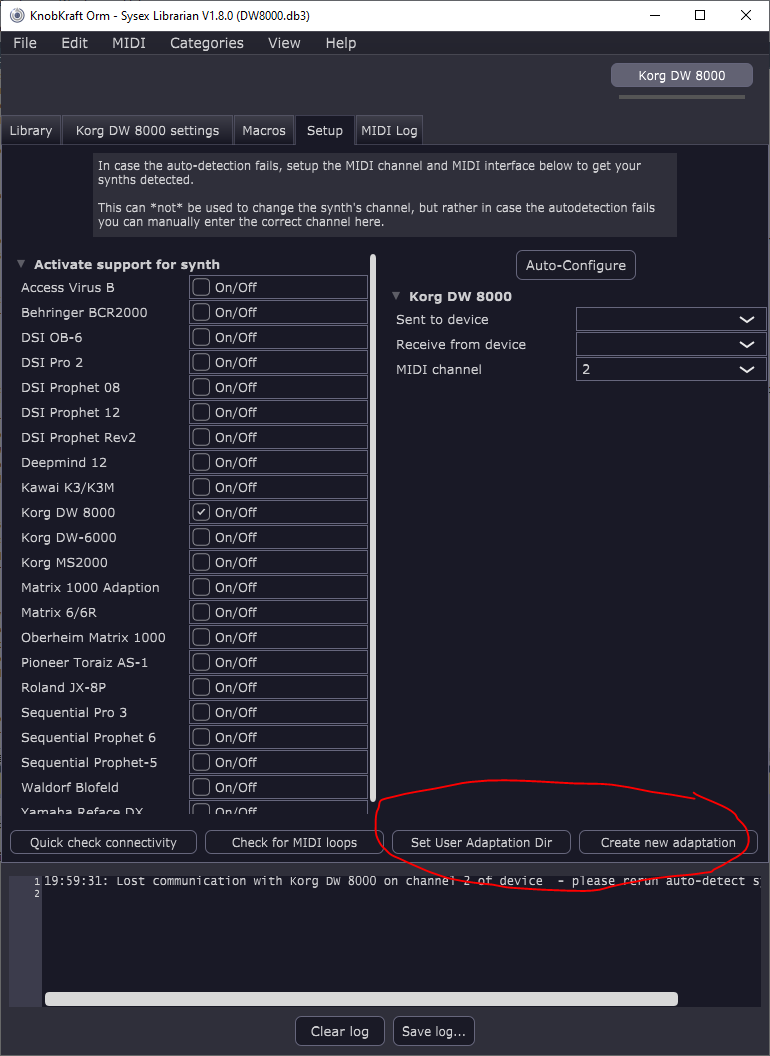 KnobKraft Orm - Sysex Librarian V1.8.0 (DW8000.db3)
File Edit MIDI Categories View Help
Korg DW 8000
Library Korg DW 8000 settings Macros Setup MIDI Log
In case the auto-detection fails, setup the MIDI channel and MIDI interface below to get your
synths detected.
This can *not* be used to change the synth's channel, but rather in case the autodetection fails
you can manually enter the correct channel here.
Activate support for synth
Access Virus B On/Off
Behringer BCR2000 On/Off
DSI OB-6 On/Off
DSI Pro 2 On/Off
DSI Prophet 08 On/Off
DSI Prophet 12 On/Off
DSI Prophet Rev2 On/Off
Deepmind 12 On/Off
Kawai K3/K3M On/Off
Korg DW 8000 On/Off
Korg DW-6000 On/Off
Korg MS2000 On/Off
Matrix 1000 Adaption On/Off
Matrix 6/6R On/Off
Oberheim Matrix 1000 On/Off
Pioneer Toraiz AS-1 On/Off
Roland JX-8P On/Off
Sequential Pro 3 On/Off
Sequential Prophet 6 On/Off
Sequential Prophet-5 On/Off
Waldorf Blofeld On/Off
Yamaha Reface DX On/Off
Auto-Configure
Korg DW 8000
Sent to device
Receive from device
MIDI channel 2
Quick check connectivity Check for MIDI loops Set User Adaptation Dir Create new adaptation
1 19:59:31: Lost communication with Korg DW 8000 on channel 2 of device - please rerun auto-detect s
2
Clear log Save log...